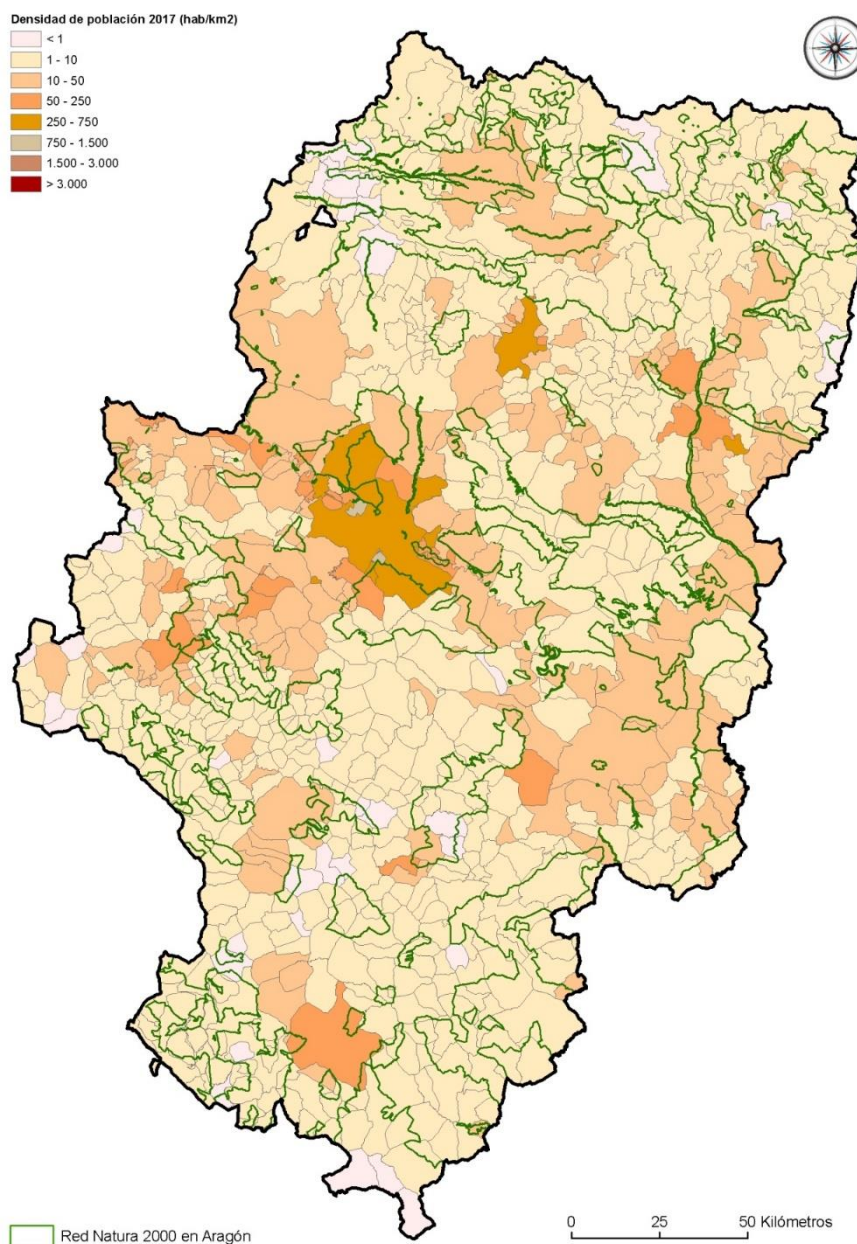 Densidad de población 2017 (hab/km2)
< 1
1 - 10
10 - 50
50 - 250
250 - 750
750 - 1.500
1.500 - 3.000
> 3.000
Red Natura 2000 en Aragón
0 25 50 Kilómetros